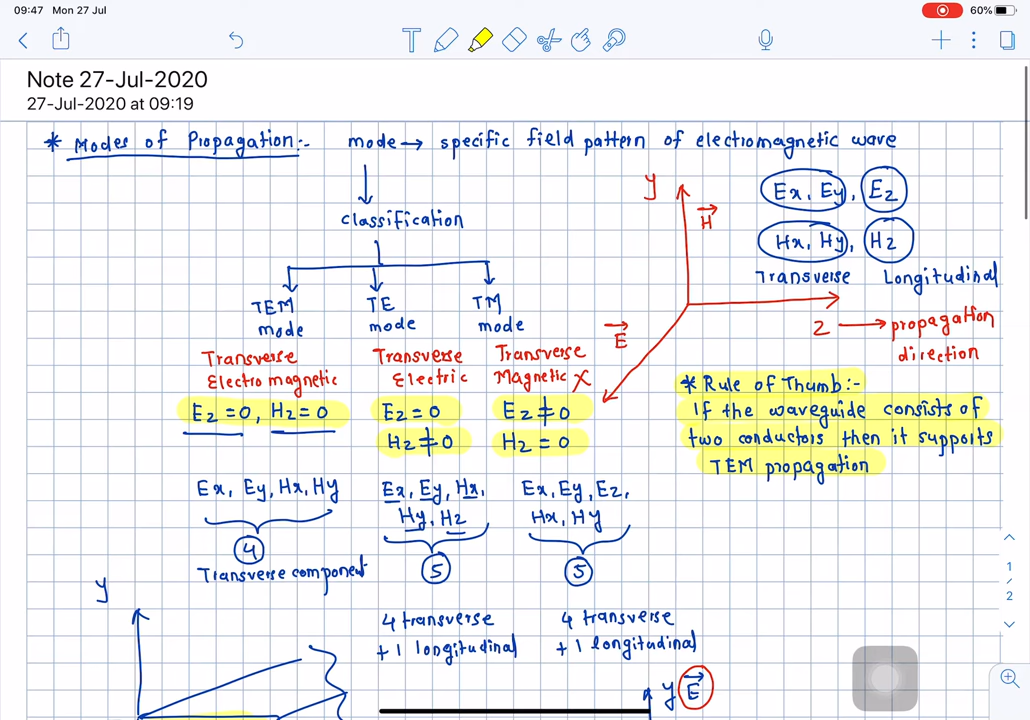 09:47 Mon 27 Jul
60%
Note 27-Jul-2020
27-Jul-2020 at 09:19
* Modes of Propagation:- mode → specific field pattern of electromagnetic wave
classification
TEM mode
TE mode
TM mode
Transverse Electromagnetic
Transverse Electric
Transverse Magnetic
Ez = 0, Hz = 0
Ez = 0
Hz ≠ 0
Ez ≠ 0
Hz = 0
Ex, Ey, Hx, Hy
4
Transverse component
Ex, Ey, Hx,
Hy, Hz
5
4 transverse
+ 1 longitudinal
Ex, Ey, Ez,
Hx, Hy
5
4 transverse
+ 1 longitudinal
y
H
E
X
Z → propagation
direction
Ex, Ey, Ez
Hx, Hy, Hz
Transverse Longitudinal
* Rule of Thumb:-
If the waveguide consists of
two conductors then it supports
TEM propagation
y
y E
1
/
2
T